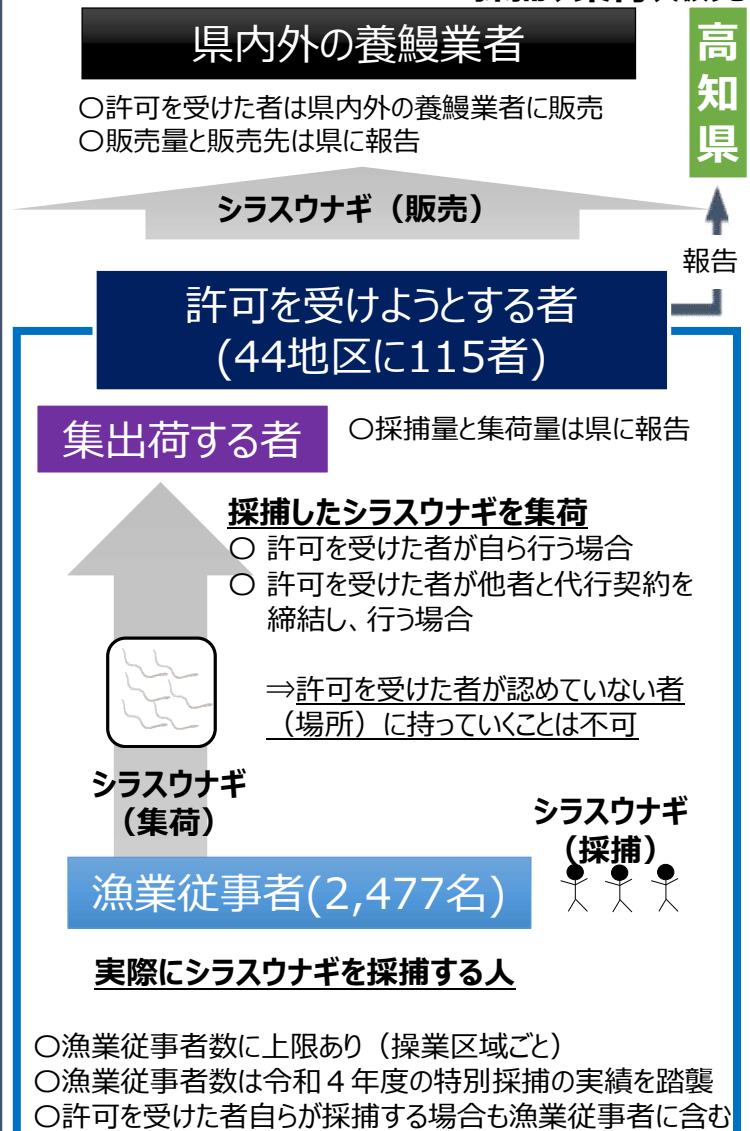 県内外の養鰻業者
高知県
〇許可を受けた者は県内外の養鰻業者に販売
〇販売量と販売先は県に報告
シラスウナギ（販売）
報告
許可を受けようとする者
(44地区に115者)
集出荷する者
〇採捕量と集荷量は県に報告
採捕したシラスウナギを集荷
〇 許可を受けた者が自ら行う場合
〇 許可を受けた者が他者と代行契約を
締結し、行う場合
⇒許可を受けた者が認めていない者
（場所）に持っていくことは不可
シラスウナギ
（集荷）
シラスウナギ
（採捕）
漁業従事者(2,477名)
実際にシラスウナギを採捕する人
〇漁業従事者数に上限あり（操業区域ごと）
〇漁業従事者数は令和４年度の特別採捕の実績を踏襲
〇許可を受けた者自らが採捕する場合も漁業従事者に含む